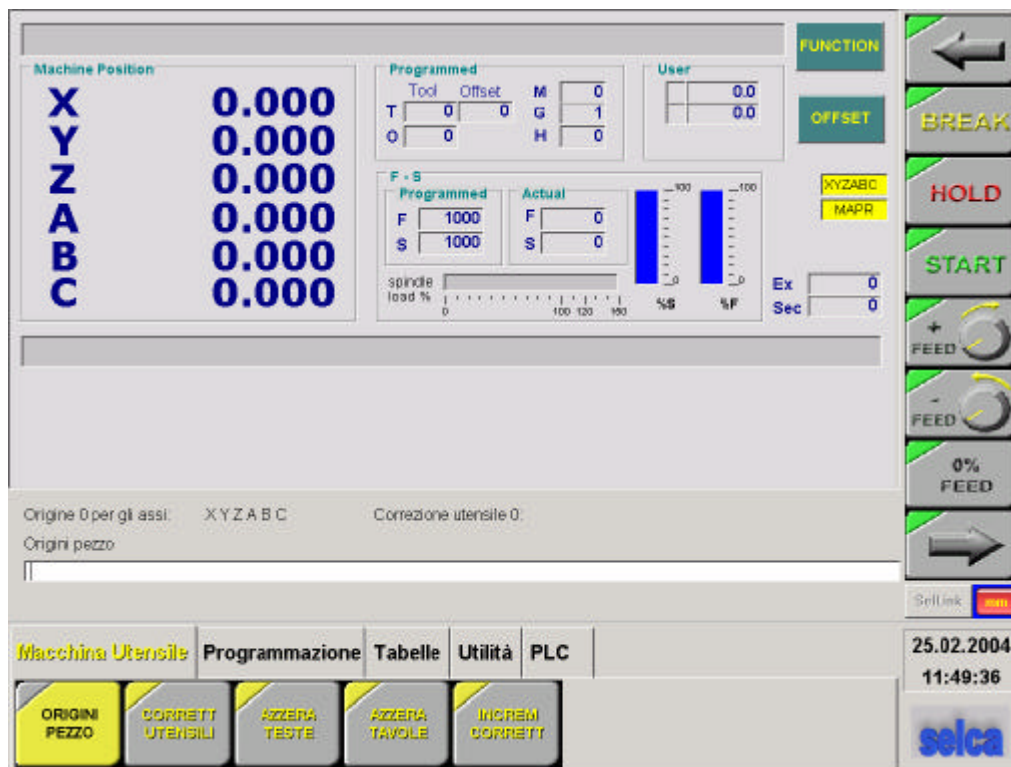 FUNCTION
Machine Position
X 0.000
Y 0.000
Z 0.000
A 0.000
B 0.000
C 0.000
Programmed
Tool Offset
T 0 0
O 0
M 0
G 1
H 0
User
0.0
0.0
OFFSET
F - S
Programmed
F 1000
S 1000
Actual
F 0
S 0
spindle
load %
0 100 120 160
100
0
%S
100
0
%F
XYZABC
MAPR
Ex 0
Sec 0
BREAK
HOLD
START
+
FEED
-
FEED
0%
FEED
Origine 0 per gli assi: X Y Z A B C Correzione utensile 0:
Origini pezzo
SelLink mm
Macchina Utensile Programmazione Tabelle Utilità PLC
25.02.2004
11:49:36
ORIGINI
PEZZO
CORRETT
UTENSILI
AZZERA
TESTE
AZZERA
TAVOLE
INCREM
CORRETT
selca